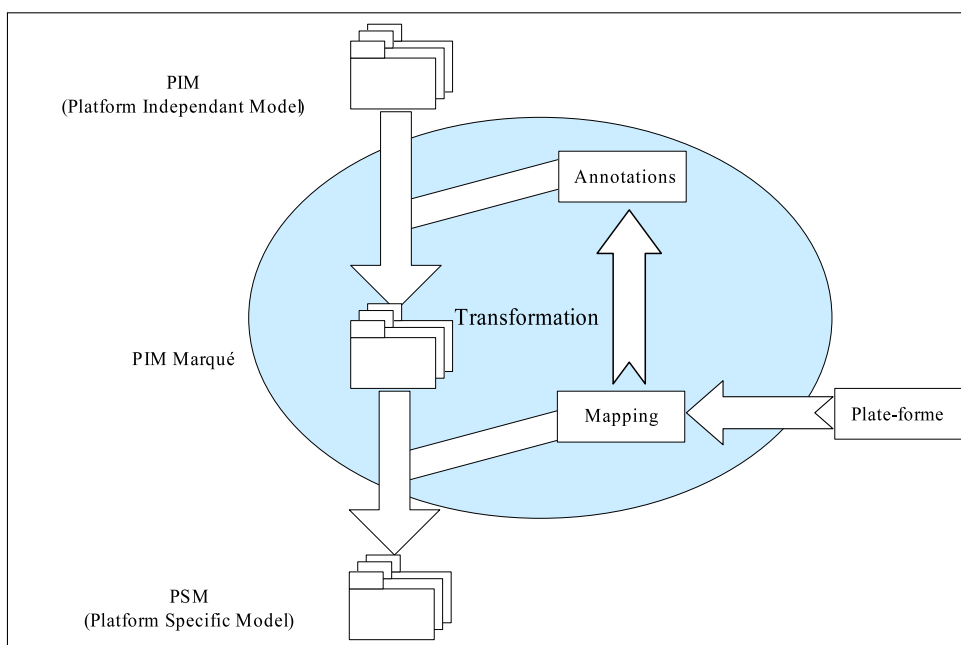 PIM
(Platform Independant Model)
Annotations
Transformation
PIM Marqué
Mapping
Plate-forme
PSM
(Platform Specific Model)